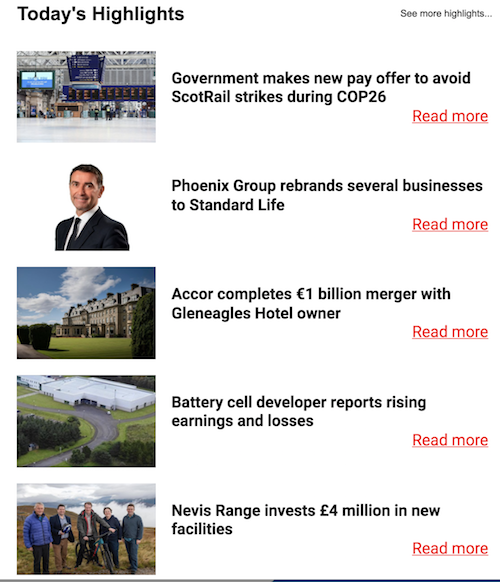 Today's Highlights
See more highlights...
Government makes new pay offer to avoid
ScotRail strikes during COP26
Read more
Phoenix Group rebrands several businesses
to Standard Life
Read more
Accor completes €1 billion merger with
Gleneagles Hotel owner
Read more
Battery cell developer reports rising
earnings and losses
Read more
Nevis Range invests £4 million in new
facilities
Read more